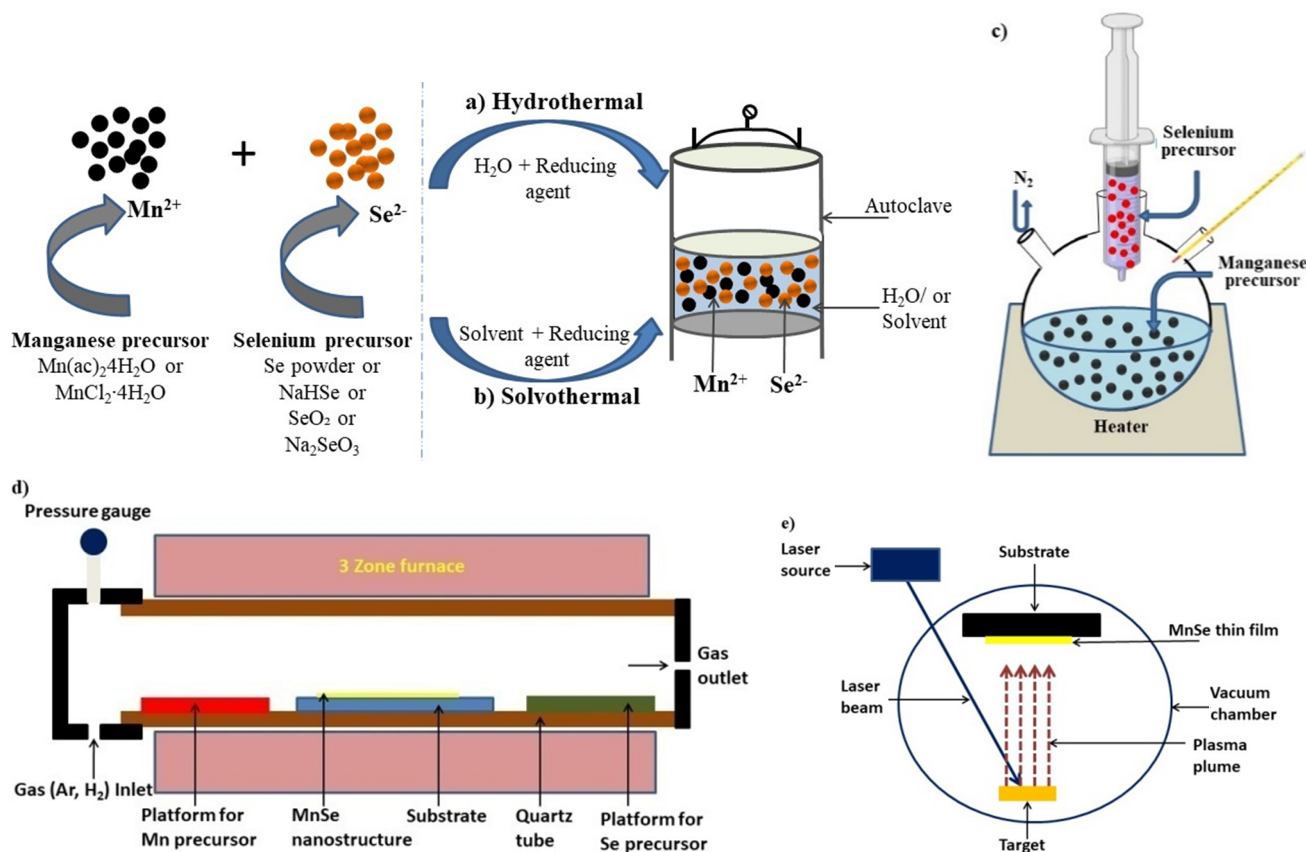 a) Hydrothermal
H₂O + Reducing
agent
+
Mn²⁺
Se²⁻
Manganese precursor
Mn(ac)₂4H₂O or
MnCl₂·4H₂O
Selenium precursor
Se powder or
NaHSe or
SeO₂ or
Na₂SeO₃
Solvent + Reducing
agent
b) Solvothermal
Autoclave
H₂O/ or
Solvent
Mn²⁺
Se²⁻
c)
Selenium
precursor
N₂
Manganese
precursor
Heater
d)
Pressure gauge
3 Zone furnace
Gas
outlet
Gas (Ar, H₂) Inlet
Platform for
Mn precursor
MnSe
nanostructure
Substrate
Quartz
tube
Platform for
Se precursor
e)
Laser
source
Substrate
MnSe thin film
Laser
beam
Vacuum
chamber
Plasma
plume
Target